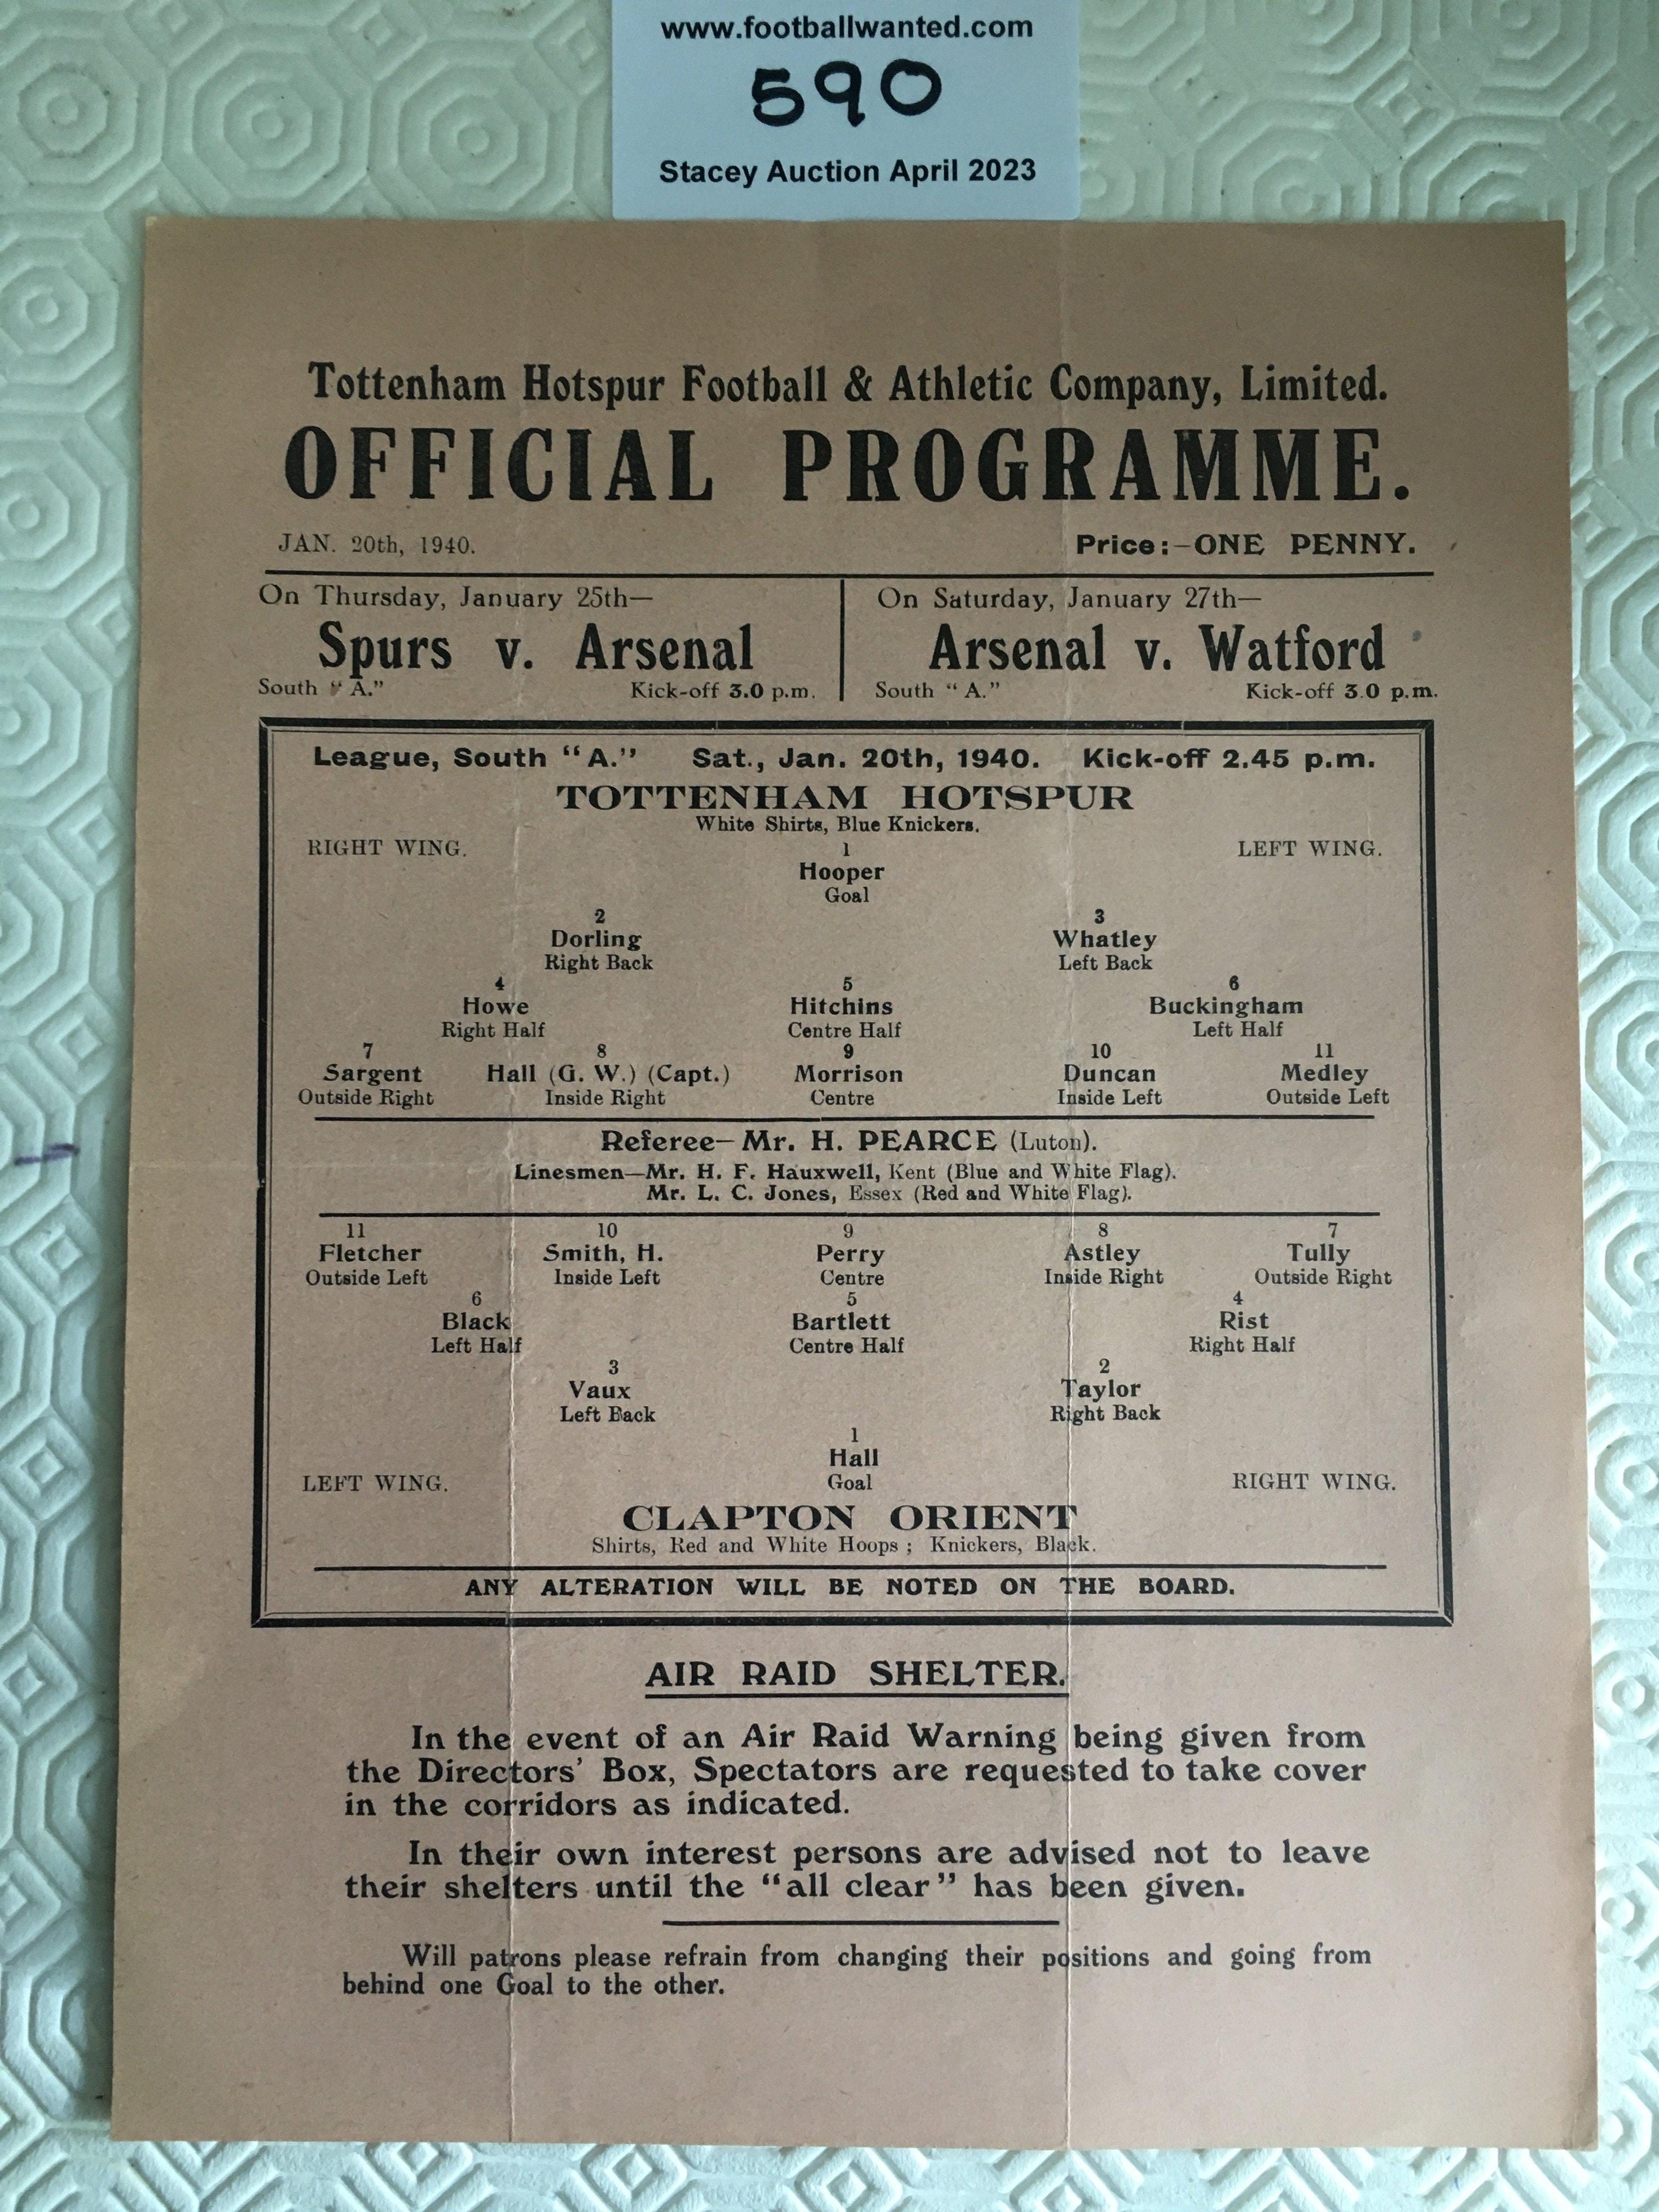 www.footballwanted.com
590
Stacey Auction April 2023
Tottenham Hotspur Football & Athletic Company, Limited.
OFFICIAL PROGRAMME.
JAN. 20th, 1940. Price:-ONE PENNY.
On Thursday, January 25th—
Spurs v. Arsenal
South "A." Kick-off 3.0 p.m.
On Saturday, January 27th—
Arsenal v. Watford
South "A." Kick-off 3.0 p.m.
League, South "A." Sat., Jan. 20th, 1940. Kick-off 2.45 p.m.
TOTTENHAM HOTSPUR
White Shirts, Blue Knickers.
RIGHT WING. 1 LEFT WING.
Hooper
Goal
2 3
Dorling Whatley
Right Back Left Back
4 5 6
Howe Hitchins Buckingham
Right Half Centre Half Left Half
7 8 9 10 11
Sargent Hall (G. W.) (Capt.) Morrison Duncan Medley
Outside Right Inside Right Centre Inside Left Outside Left
Referee—Mr. H. PEARCE (Luton).
Linesmen—Mr. H. F. Hauxwell, Kent (Blue and White Flag).
Mr. L. C. Jones, Essex (Red and White Flag).
11 10 9 8 7
Fletcher Smith, H. Perry Astley Tully
Outside Left Inside Left Centre Inside Right Outside Right
6 5 4
Black Bartlett Rist
Left Half Centre Half Right Half
3 2
Vaux Taylor
Left Back Right Back
1
Hall
LEFT WING. Goal RIGHT WING.
CLAPTON ORIENT
Shirts, Red and White Hoops ; Knickers, Black.
ANY ALTERATION WILL BE NOTED ON THE BOARD.
AIR RAID SHELTER.
In the event of an Air Raid Warning being given from
the Directors' Box, Spectators are requested to take cover
in the corridors as indicated.
In their own interest persons are advised not to leave
their shelters until the "all clear" has been given.
Will patrons please refrain from changing their positions and going from
behind one Goal to the other.